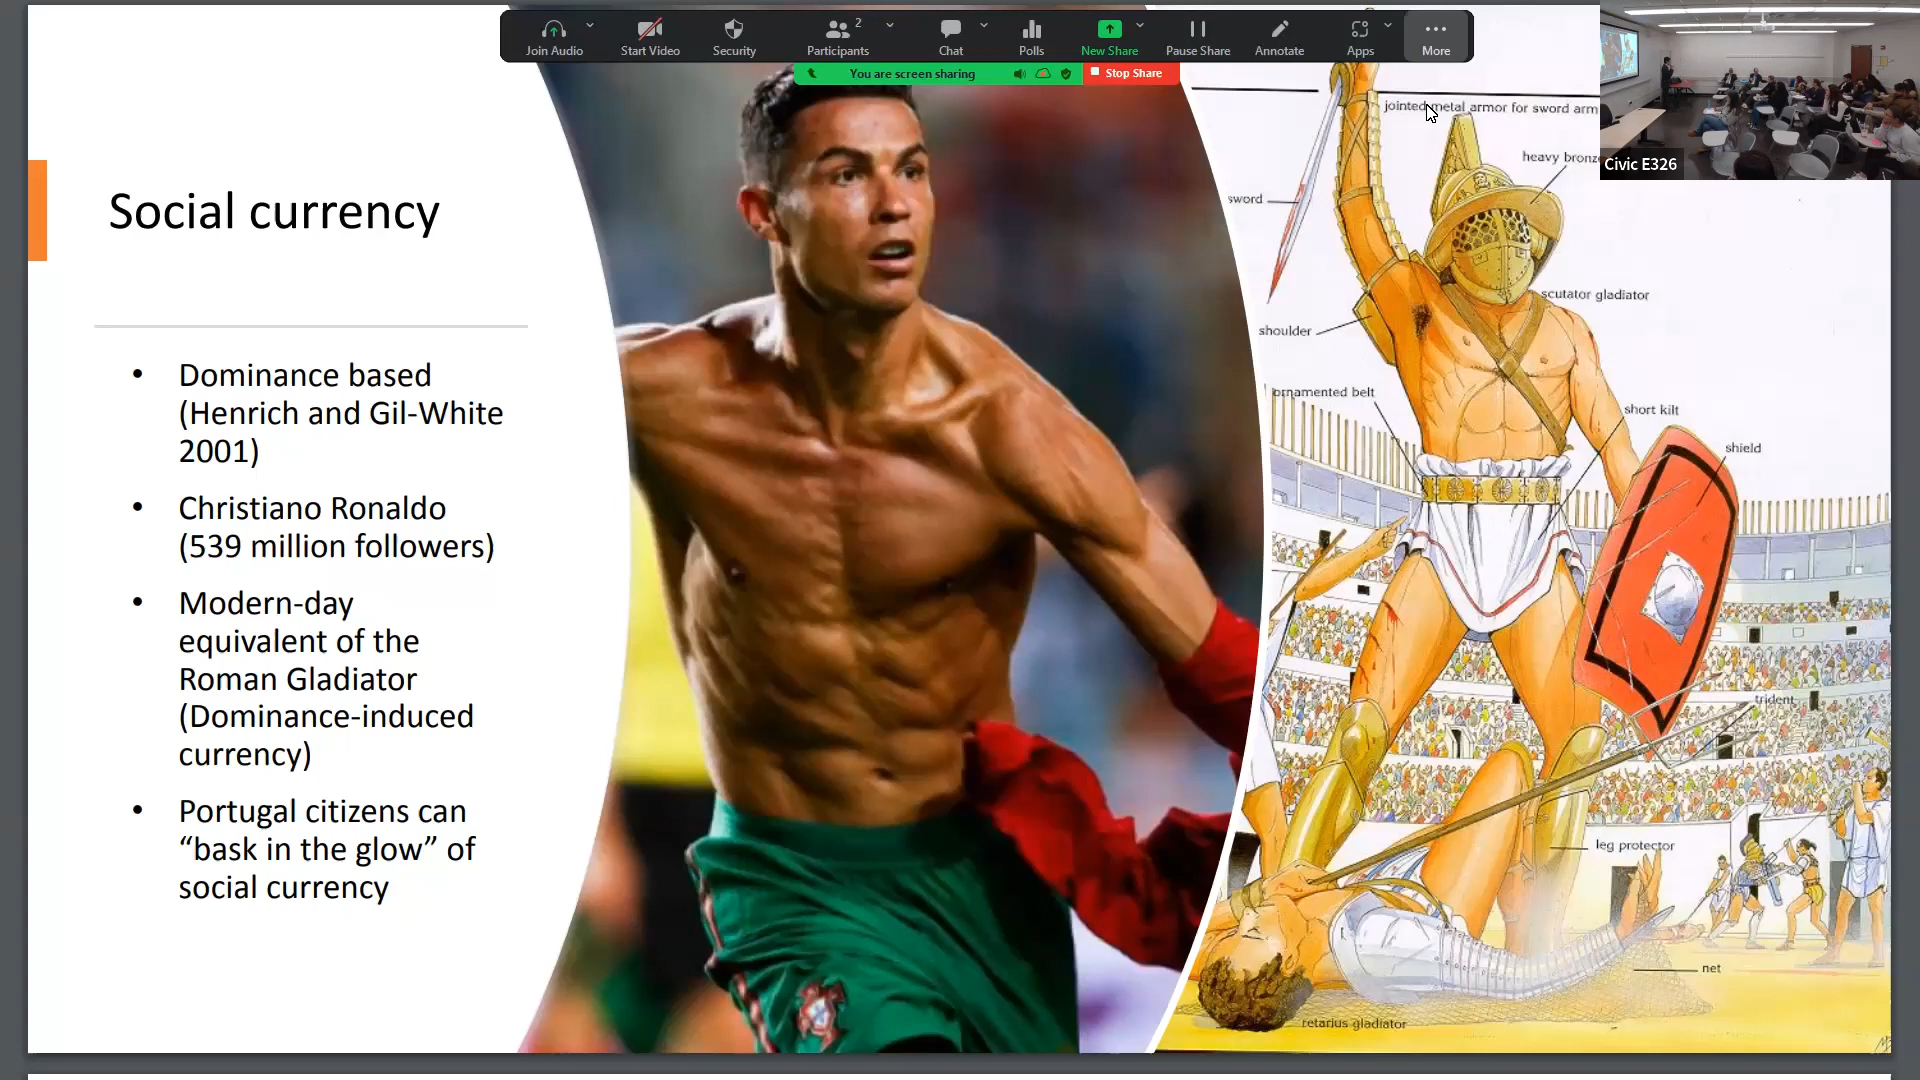 2
Join Audio
Start Video
Security
Participants
Chat
Polls
New Share
Pause Share
Annotate
Apps
More
You are screen sharing
Stop Share
Civic E326
Social currency
• Dominance based
(Henrich and Gil-White
2001)
• Christiano Ronaldo
(539 million followers)
• Modern-day
equivalent of the
Roman Gladiator
(Dominance-induced
currency)
• Portugal citizens can
“bask in the glow” of
social currency
jointed metal armor for sword arm
heavy
sword
scutator gladiator
shoulder
ornamented belt
short kilt
shield
trident
leg protector
net
retarius gladiator